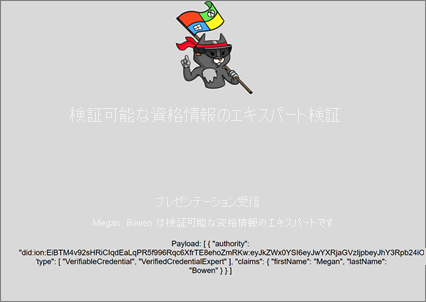 検証可能な資格情報のエキスパート検証
プレゼンテーション受信
Megan Bowen は検証可能な資格情報のエキスパートです
Payload: [ { "authority":
"did:ion:EiBTM4v92sHRiCIqdEaLqPR5f996Rqc6XfrTE8ehoZmRKw:eyJkZWx0YSI6eyJwYXRjaGVzIjpbeyJhY3Rpb24iO
"type": [ "VerifiableCredential", "VerifiedCredentialExpert" ], "claims": { "firstName": "Megan", "lastName":
"Bowen" } } ]